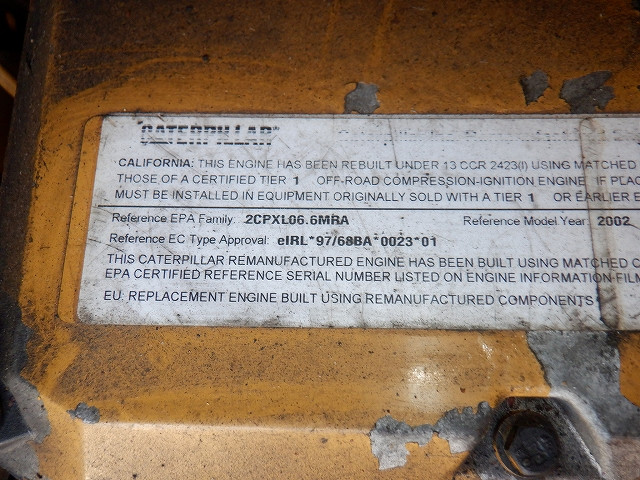 CATERPILLAR
CALIFORNIA: THIS ENGINE HAS BEEN REBUILT UNDER 13 CCR 2423(l) USING MATCHED
THOSE OF A CERTIFIED TIER 1 OFF-ROAD COMPRESSION-IGNITION ENGINE. IF PLAC
MUST BE INSTALLED IN EQUIPMENT ORIGINALLY SOLD WITH A TIER 1 OR EARLIER
Reference EPA Family: 2CPXL06.6MRA Reference Model Year: 2002
Reference EC Type Approval: eIRL*97/68BA*0023*01
THIS CATERPILLAR REMANUFACTURED ENGINE HAS BEEN BUILT USING MATCHED
EPA CERTIFIED REFERENCE SERIAL NUMBER LISTED ON ENGINE INFORMATION FILM
EU: REPLACEMENT ENGINE BUILT USING REMANUFACTURED COMPONENTS